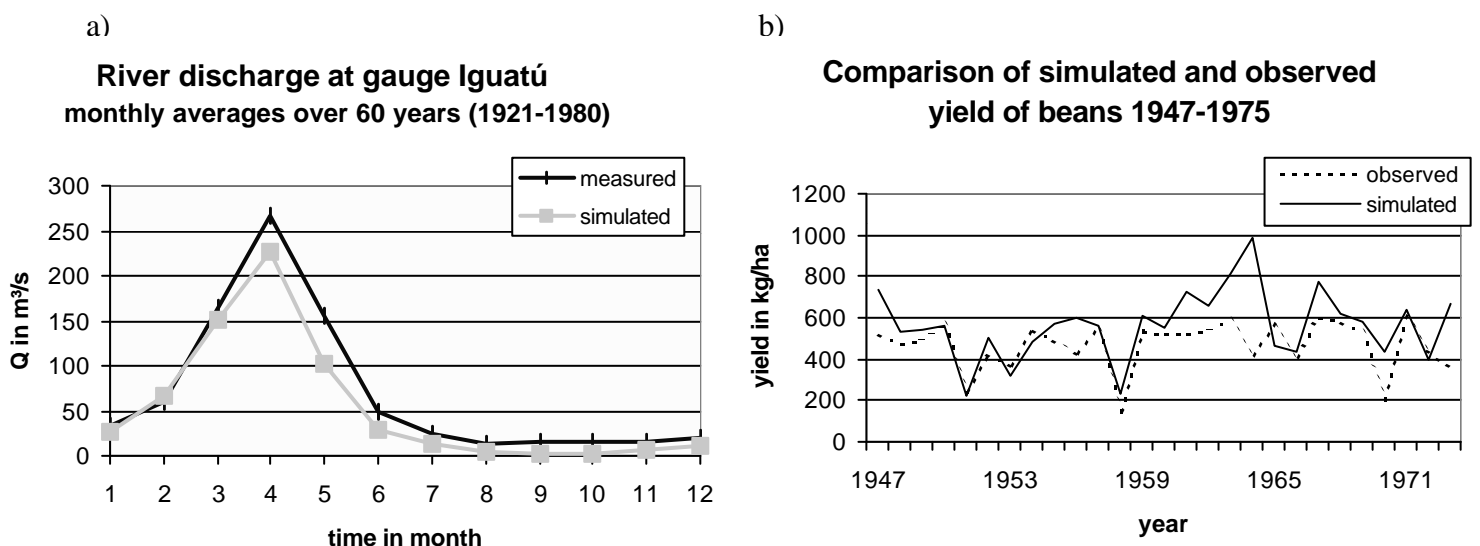 a)
River discharge at gauge Iguatú
monthly averages over 60 years (1921-1980)
measured
simulated
300
250
200
150
100
50
0
Q in m³/s
1 2 3 4 5 6 7 8 9 10 11 12
time in month
b)
Comparison of simulated and observed
yield of beans 1947-1975
observed
simulated
1200
1000
800
600
400
200
0
yield in kg/ha
1947 1953 1959 1965 1971
year